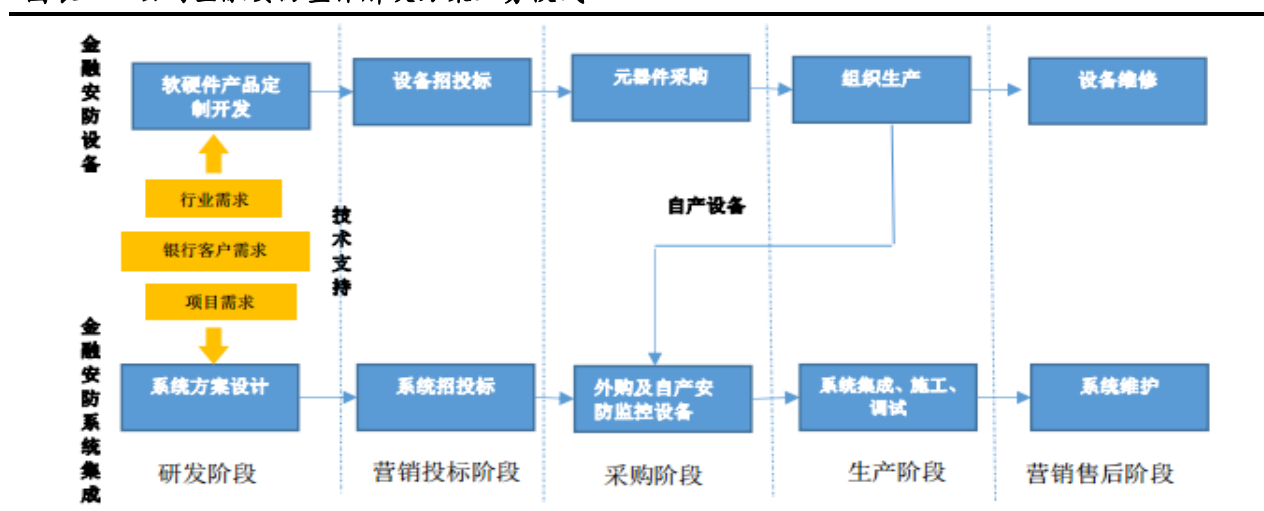 金融安防设备
软硬件产品定
制开发
设备招投标
元器件采购
组织生产
设备维修
行业需求
银行客户需求
项目需求
技术支持
自产设备
金融安防系统集成
系统方案设计
系统招投标
外购及自产安
防监控设备
系统集成、施工、
调试
系统维护
研发阶段
营销投标阶段
采购阶段
生产阶段
营销售后阶段